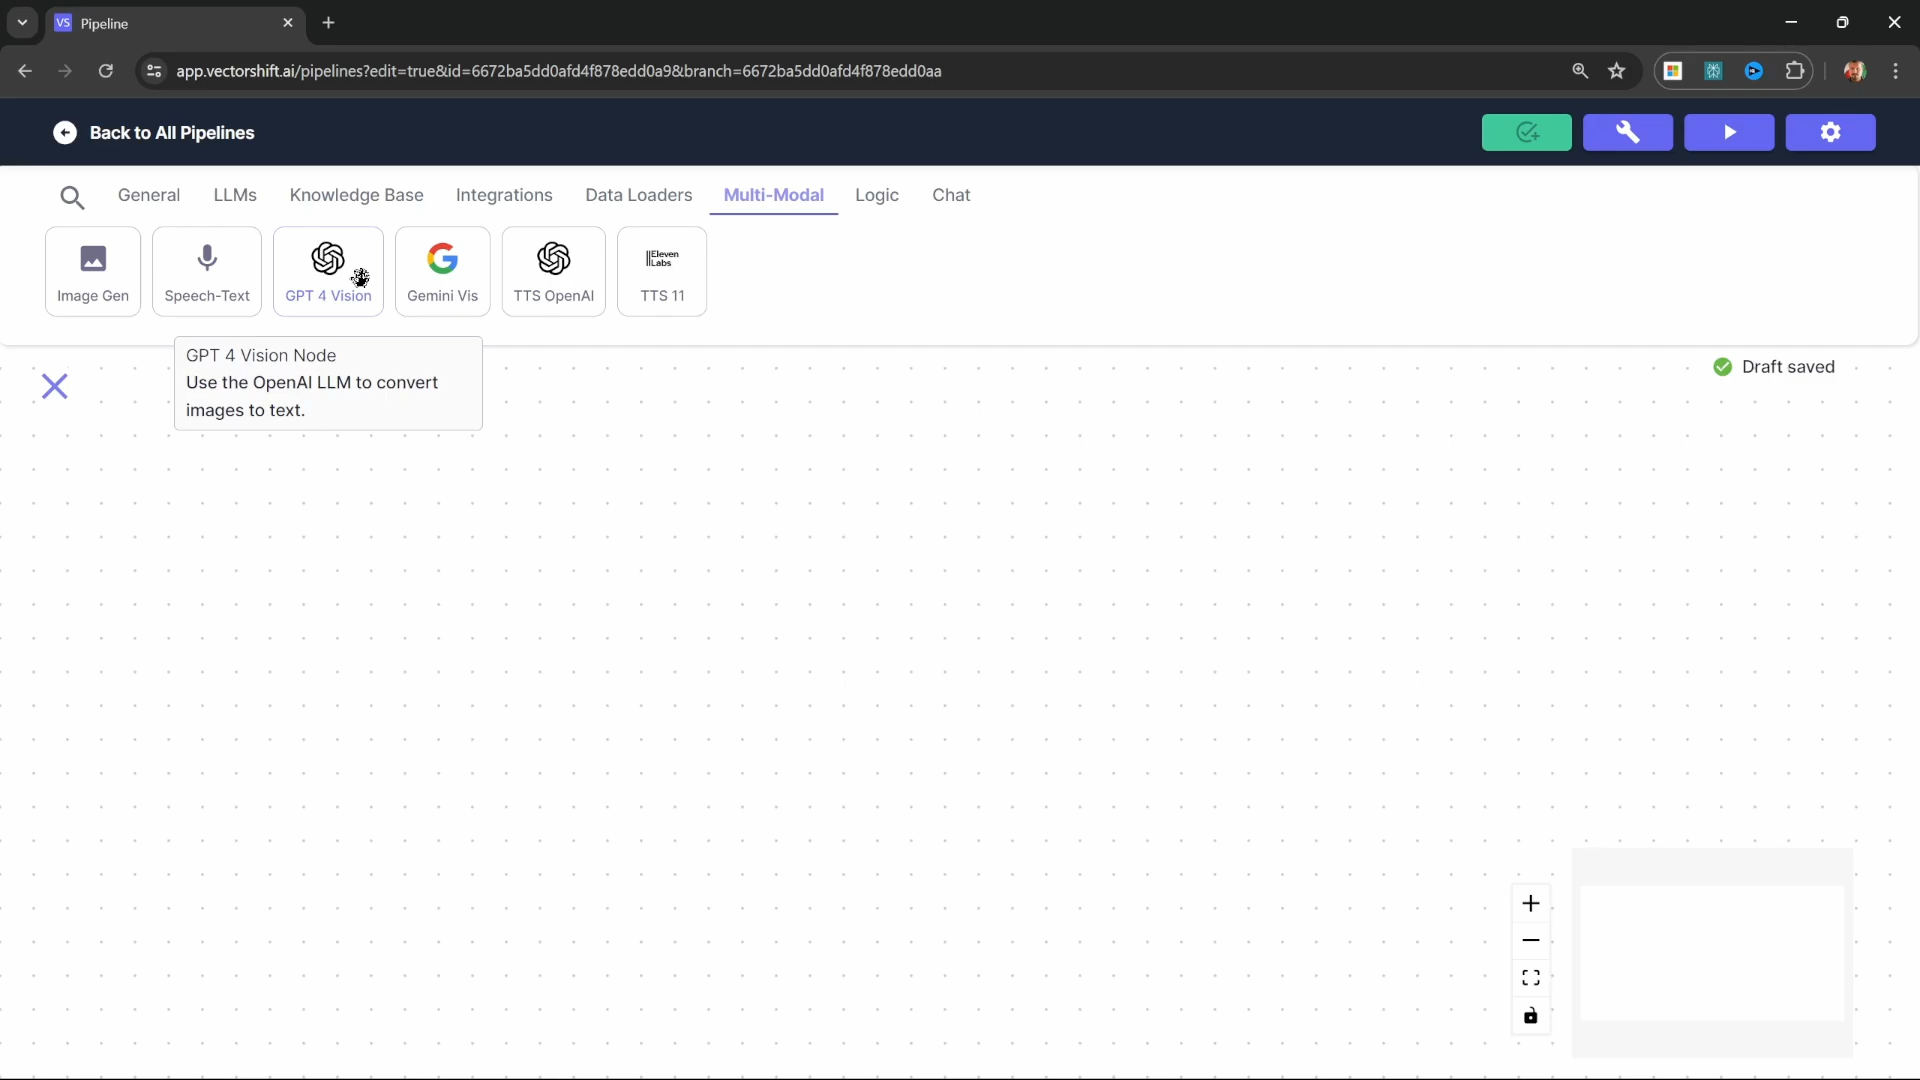 VS Pipeline
app.vectorshift.ai/pipelines?edit=true&id=6672ba5dd0afd4f878edd0a9&branch=6672ba5dd0afd4f878edd0aa
Back to All Pipelines
General LLMs Knowledge Base Integrations Data Loaders Multi-Modal Logic Chat
IIElevenLabs
Image Gen Speech-Text GPT 4 Vision Gemini Vis TTS OpenAI TTS 11
GPT 4 Vision Node
Use the OpenAI LLM to convert
images to text.
Draft saved